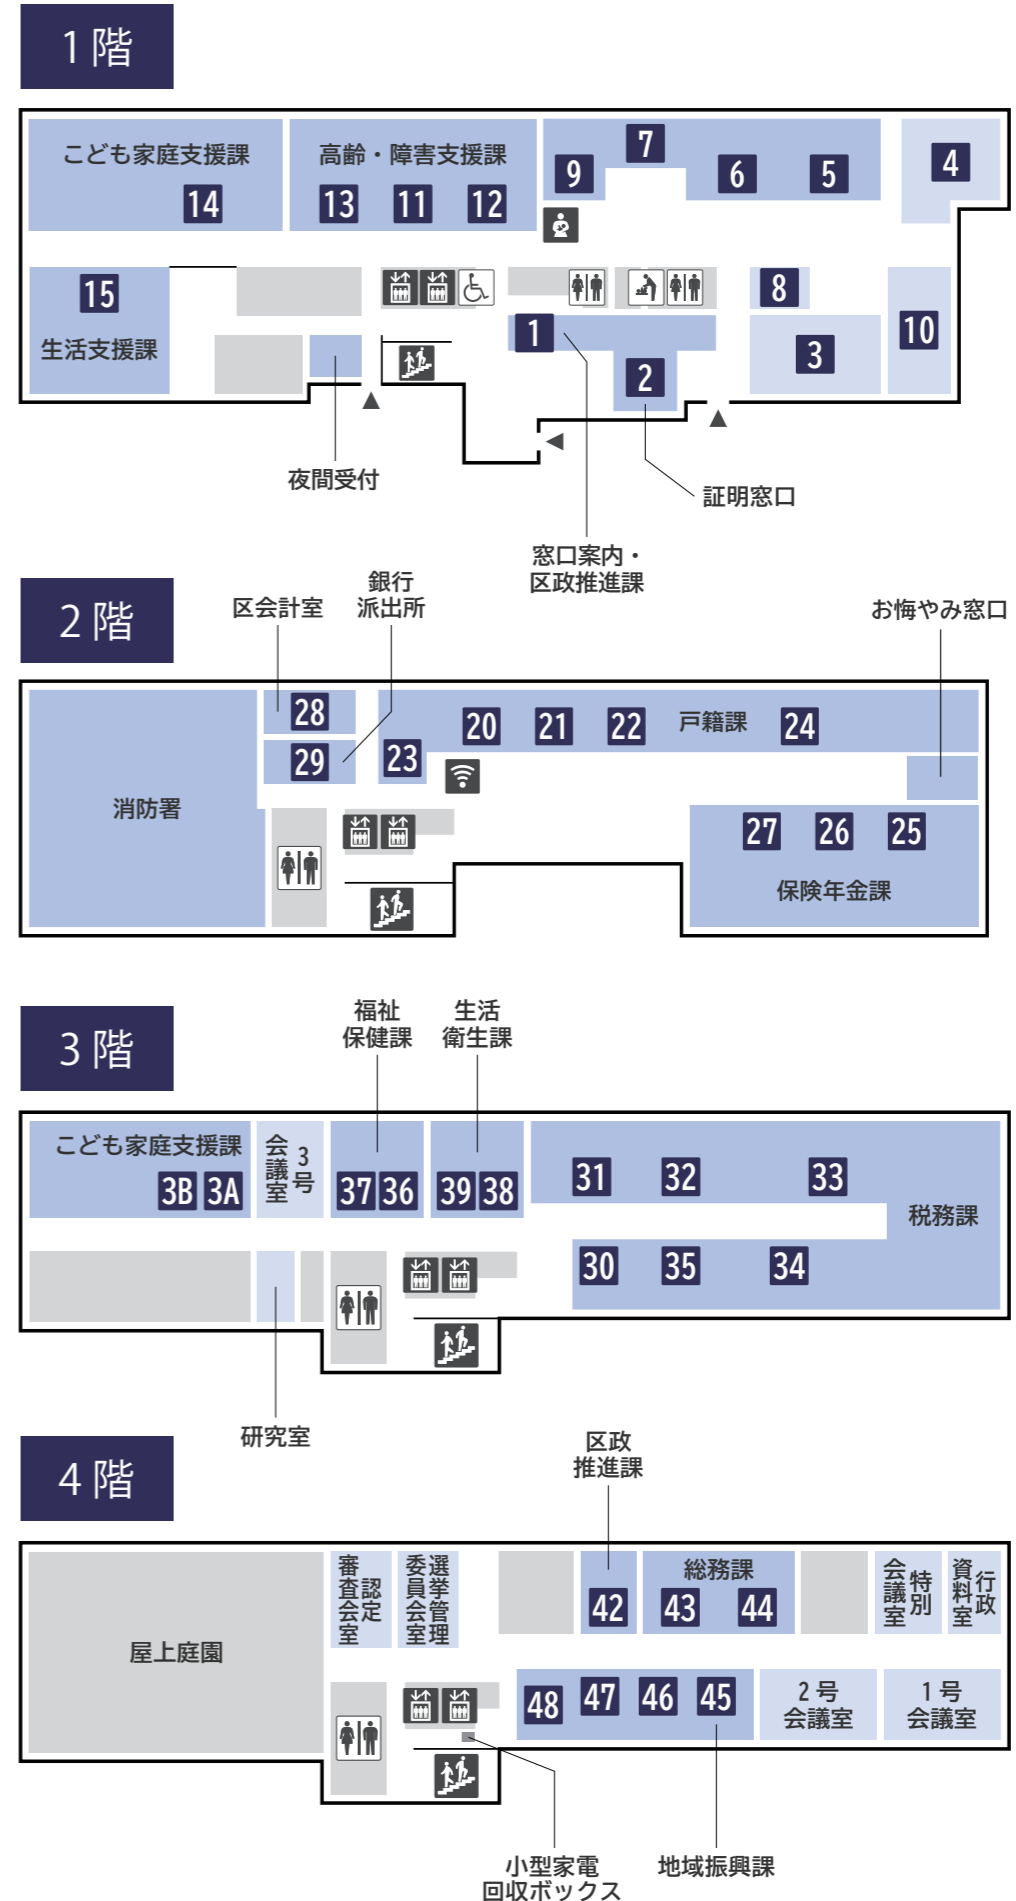 1 階
こども家庭支援課
14
高齢・障害支援課
13 11 12
9 7 6 5
4
15
生活支援課
1
2
8
3
10
夜間受付
証明窓口
窓口案内・
区政推進課
2 階
区会計室
銀行
派出所
お悔やみ窓口
28
29
23
20 21 22 戸籍課 24
消防署
27 26 25
保険年金課
3 階
福祉
保健課
生活
衛生課
こども家庭支援課
3B 3A
3号
会議室
37 36
39 38
31 32 33
税務課
30 35 34
研究室
4 階
区政
推進課
屋上庭園
認定
審査会室
選挙管理
委員会室
42
総務課
43 44
特別
会議室
行政
資料室
48 47 46 45
2 号
会議室
1 号
会議室
小型家電
回収ボックス
地域振興課